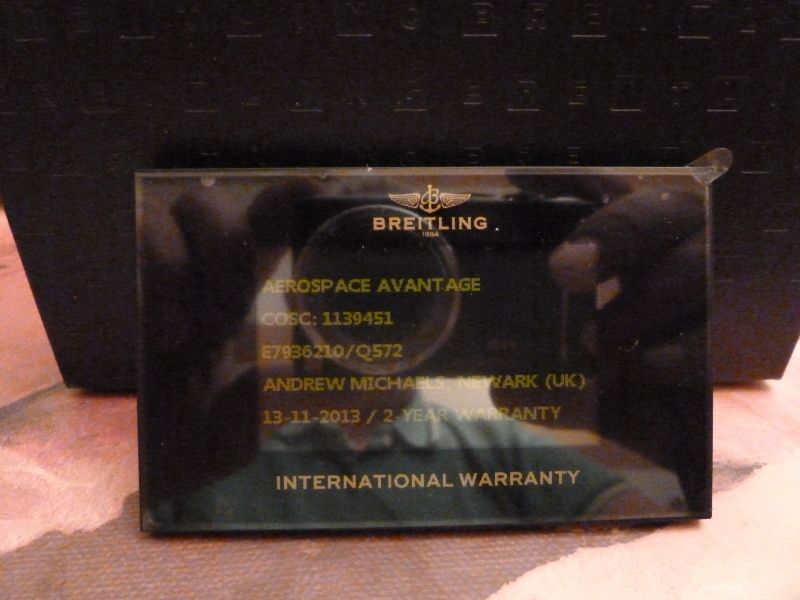 BREITLING
1884
AEROSPACE AVANTAGE
COSC: 1139451
E7936210/Q572
ANDREW MICHAELS, NEWARK (UK)
13-11-2013 / 2-YEAR WARRANTY
INTERNATIONAL WARRANTY